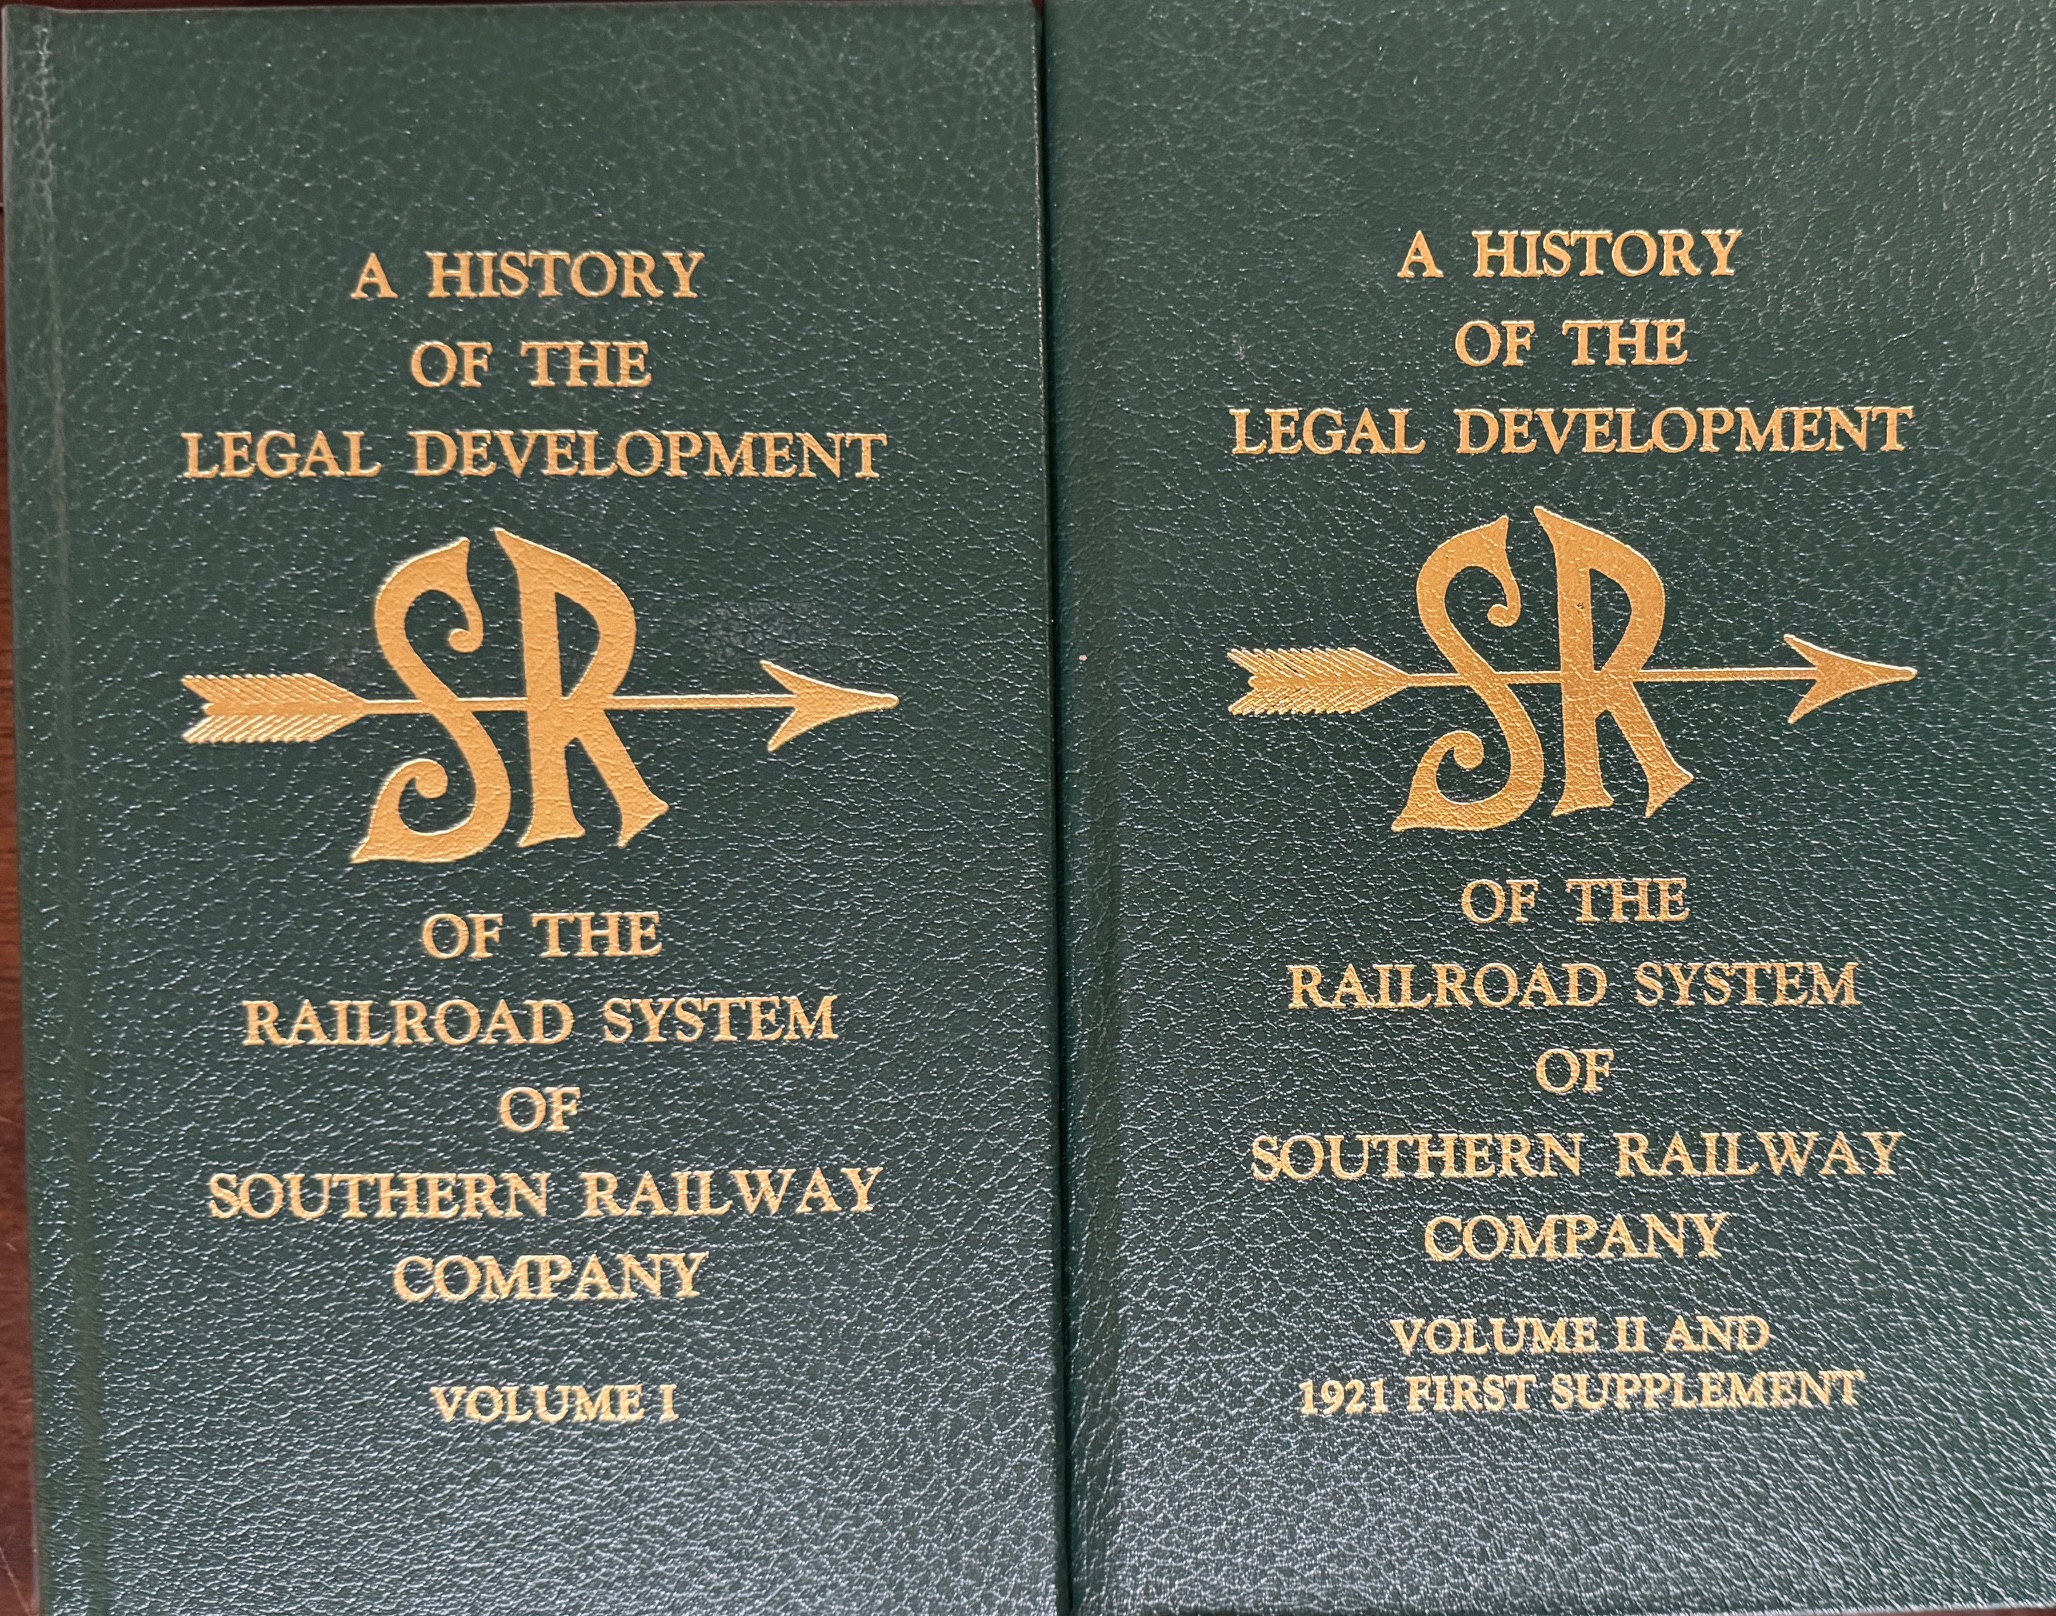 A HISTORY
OF THE
LEGAL DEVELOPMENT
SR
OF THE
RAILROAD SYSTEM
OF
SOUTHERN RAILWAY
COMPANY
VOLUME I
A HISTORY
OF THE
LEGAL DEVELOPMENT
SR
OF THE
RAILROAD SYSTEM
OF
SOUTHERN RAILWAY
COMPANY
VOLUME II AND
1921 FIRST SUPPLEMENT